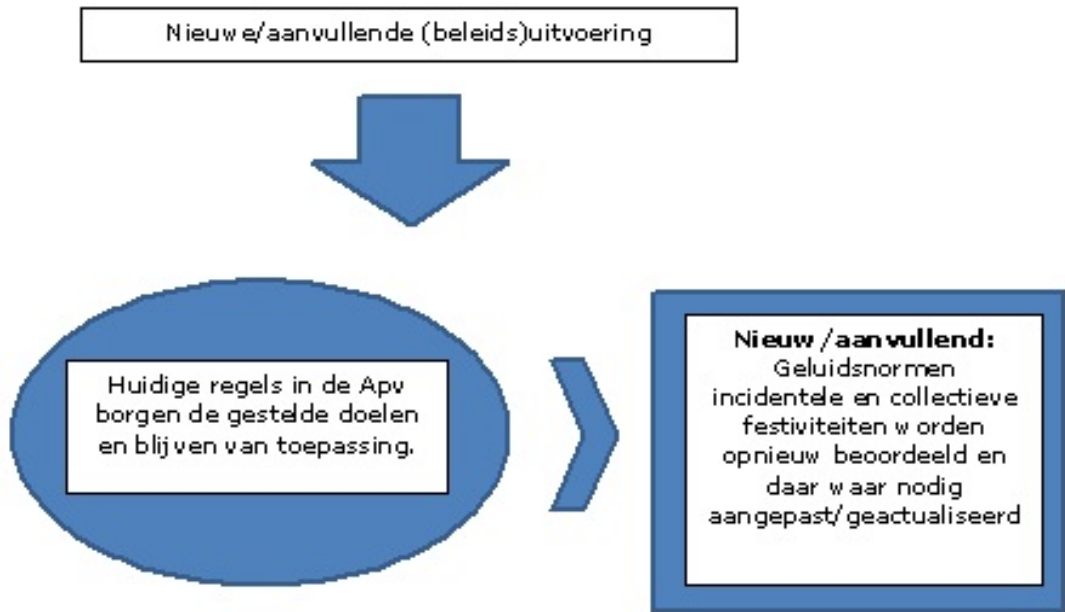 Nieuwe/aanvullende (beleids)uitvoering
Huidige regels in de Apv
borgen de gestelde doelen
en blijven van toepassing.
Nieuw/aanvullend:
Geluidsnormen
incidentele en collectieve
festiviteiten worden
opnieuw beoordeeld en
daar waar nodig
aangepast/geactualiseerd